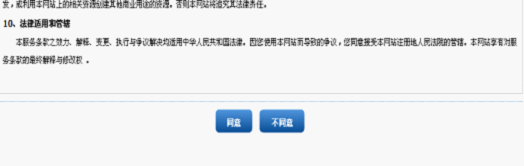 发，或利用本网站上的相关资源创建其他商业用途的资源。否则本网站将追究其法律责任。
10、法律适用和管辖
本服务条款之效力、解释、变更、执行与争议解决均适用中华人民共和国法律。因您使用本网站而导致的争议，您同意接受本网站注册地人民法院的管辖。本网站享有对服
务条款的最终解释与修改权 。
同意 不同意